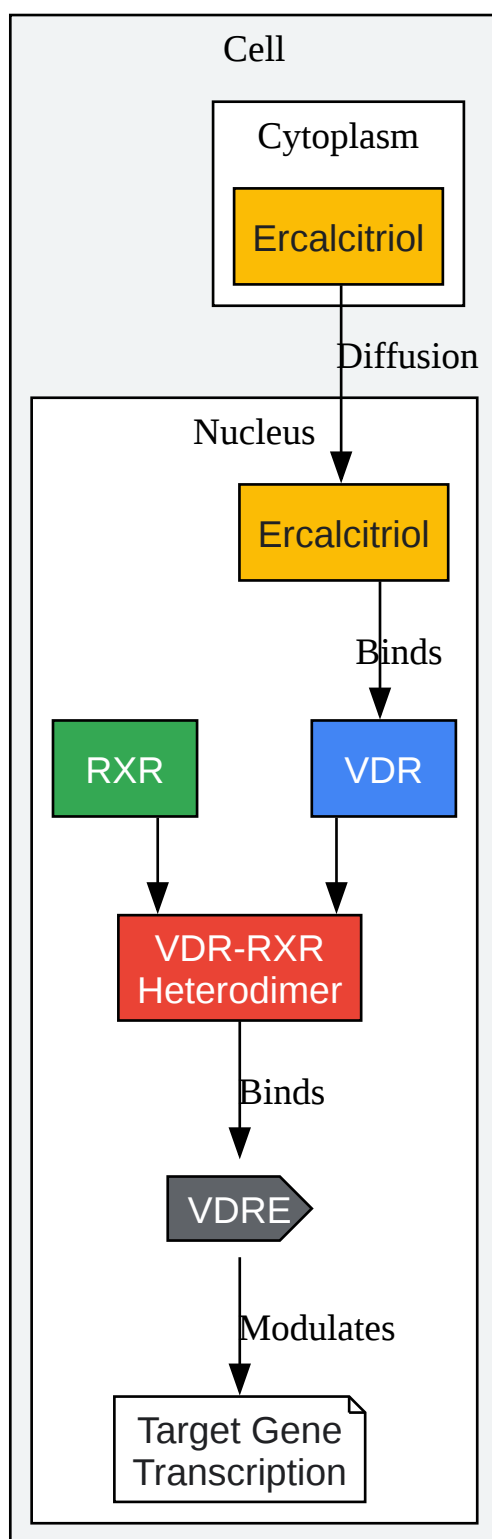 Cell
Cytoplasm
Ercalcitriol
Diffusion
Nucleus
Ercalcitriol
Binds
RXR
VDR
VDR-RXR
Heterodimer
Binds
VDRE
Modulates
Target Gene
Transcription